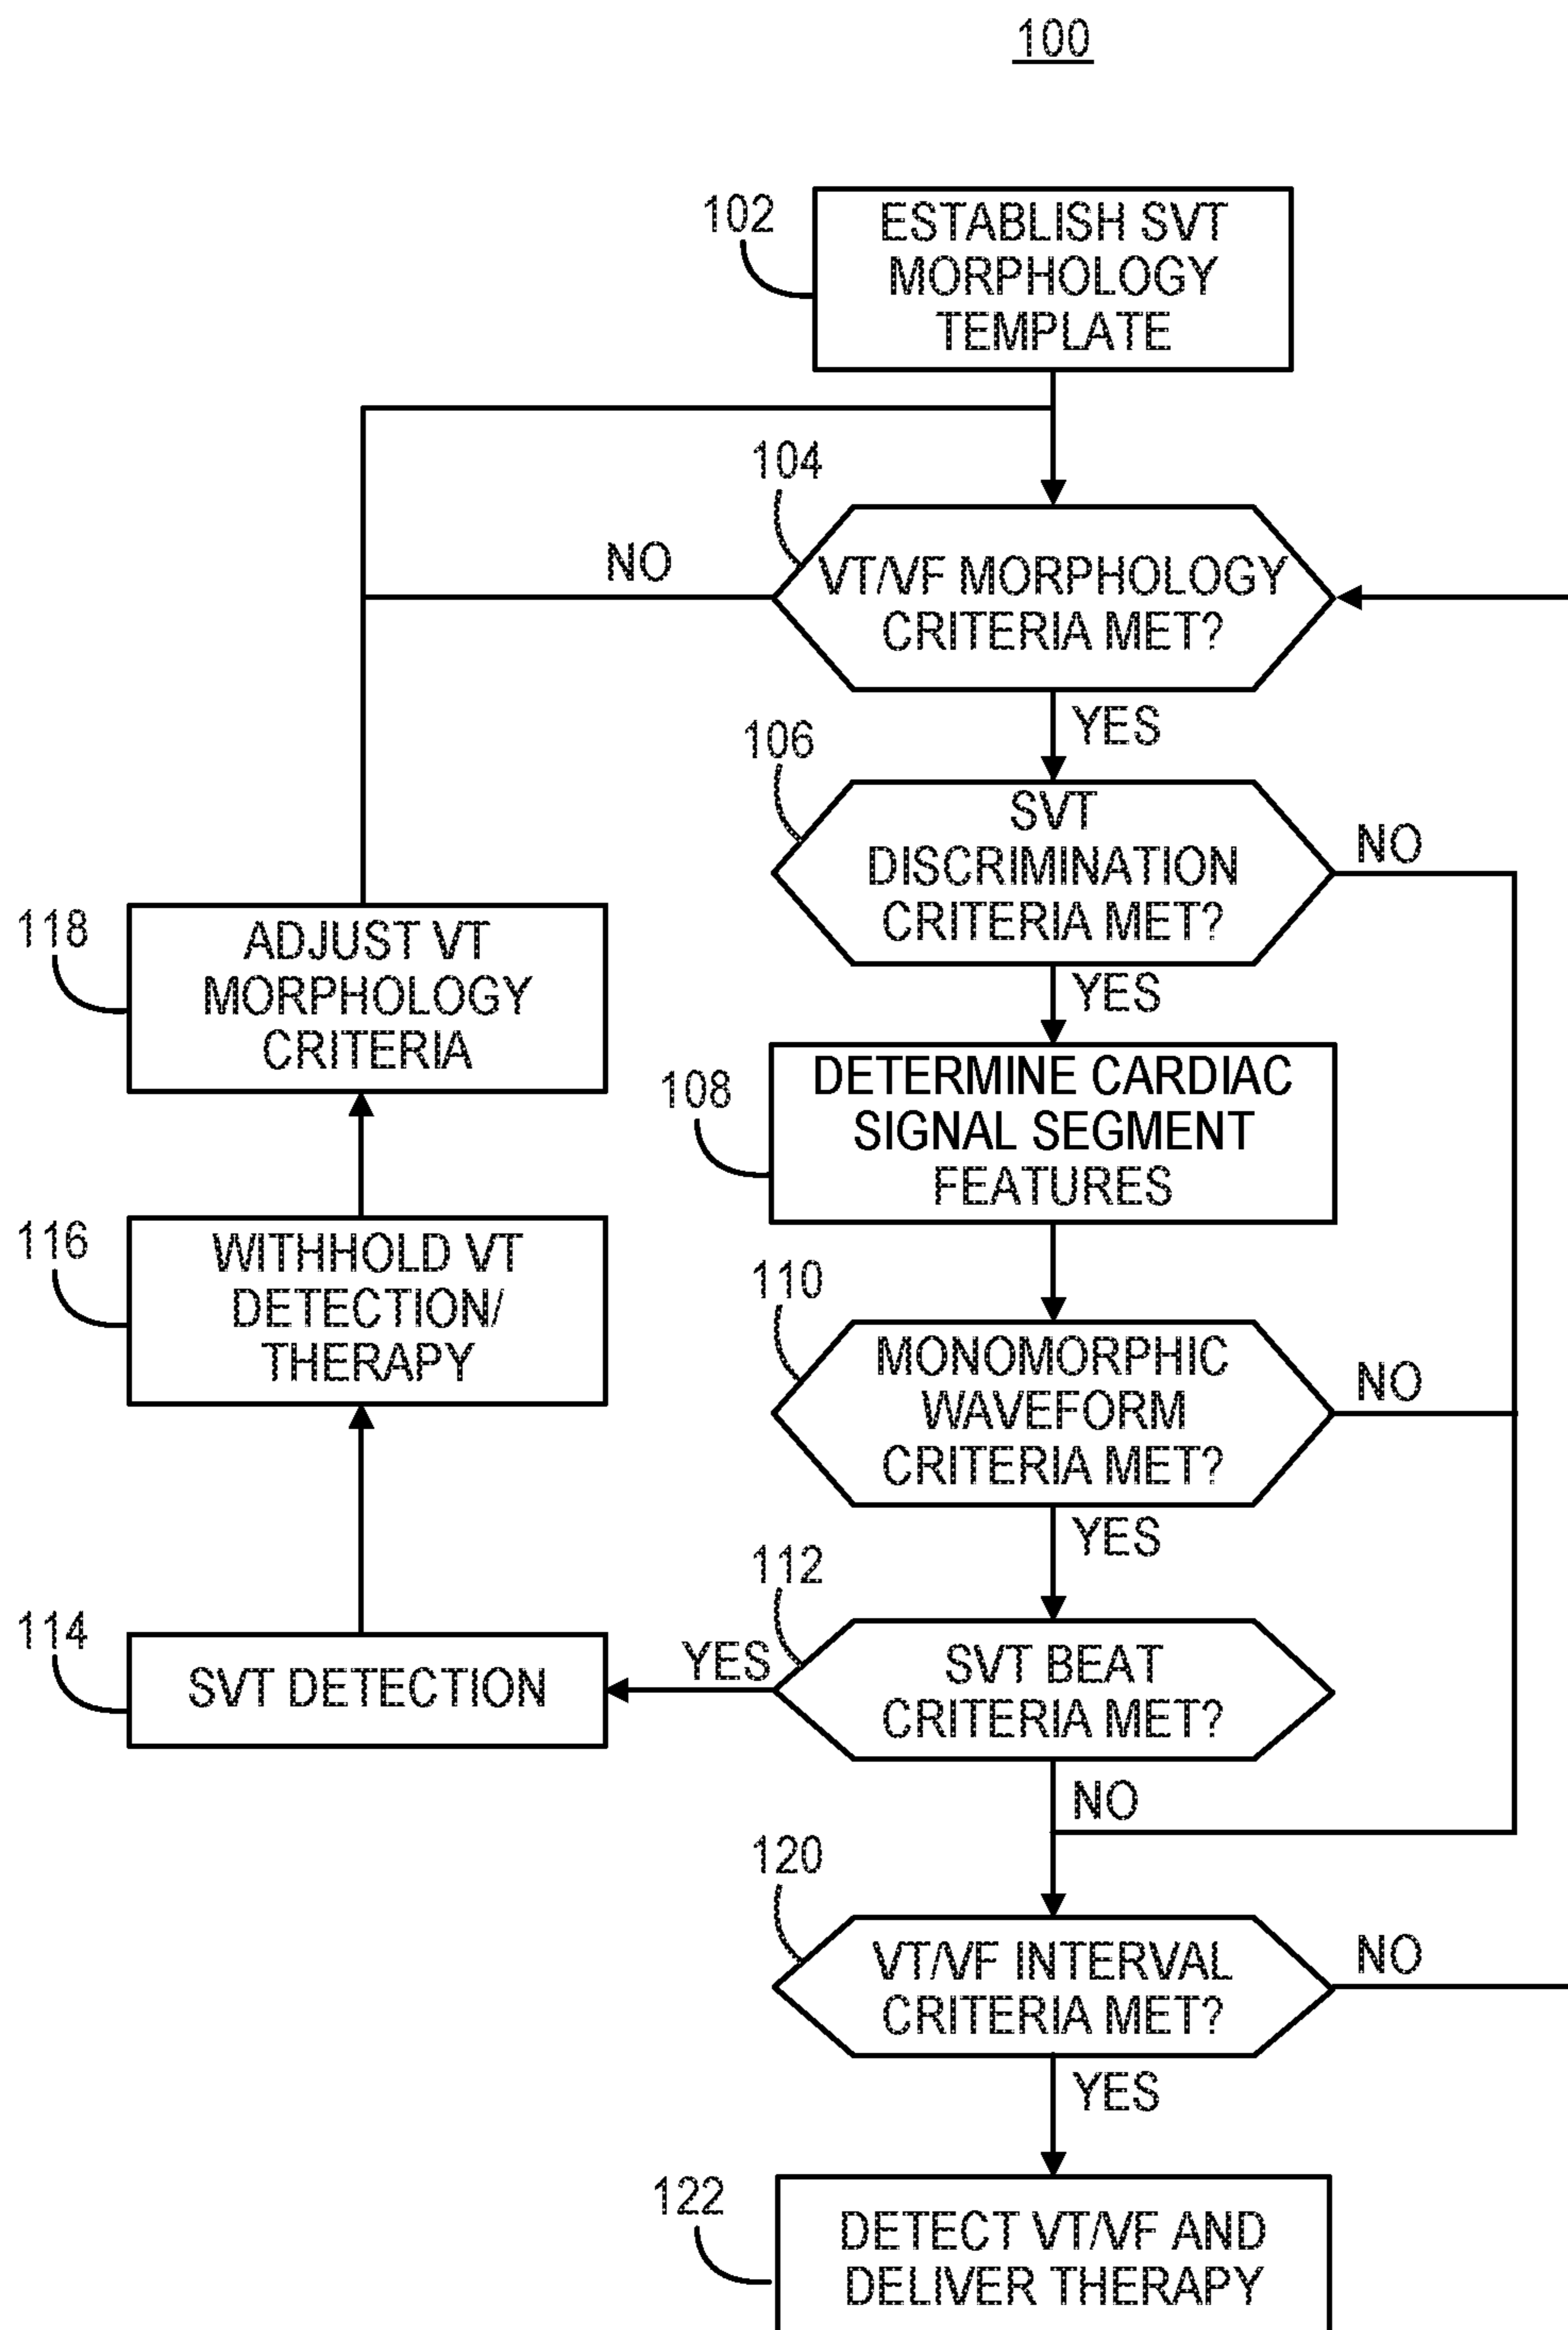 100
102
ESTABLISH SVT
MORPHOLOGY
TEMPLATE
104
NO
VT/VF MORPHOLOGY
CRITERIA MET?
YES
106
SVT
DISCRIMINATION
CRITERIA MET?
NO
YES
118
ADJUST VT
MORPHOLOGY
CRITERIA
108
DETERMINE CARDIAC
SIGNAL SEGMENT
FEATURES
116
WITHHOLD VT
DETECTION/
THERAPY
110
MONOMORPHIC
WAVEFORM
CRITERIA MET?
NO
YES
112
114
SVT DETECTION
YES
SVT BEAT
CRITERIA MET?
NO
120
VT/VF INTERVAL
CRITERIA MET?
NO
YES
122
DETECT VT/VF AND
DELIVER THERAPY